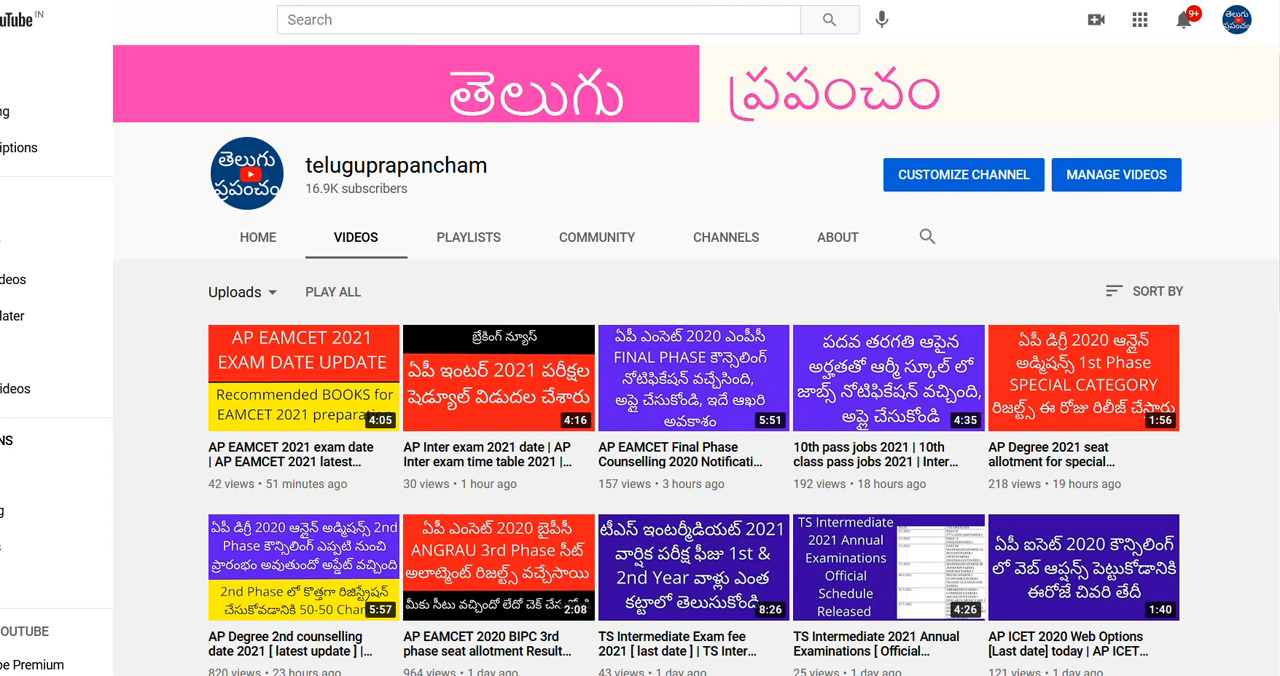 uTube IN
Search
9+
తెలుగు
ప్రపంచం
తెలుగు ప్రపంచం
ng
iptions
deos
later
ideos
NS
g
OUTUBE
be Premium
తెలుగు
ప్రపంచం
teluguprapancham
16.9K subscribers
CUSTOMIZE CHANNEL
MANAGE VIDEOS
HOME
VIDEOS
PLAYLISTS
COMMUNITY
CHANNELS
ABOUT
Uploads
PLAY ALL
SORT BY
AP EAMCET 2021
EXAM DATE UPDATE
Recommended BOOKS for
EAMCET 2021 preparation
4:05
AP EAMCET 2021 exam date
| AP EAMCET 2021 latest...
42 views • 51 minutes ago
బ్రేకింగ్ న్యూస్
ఏపీ ఇంటర్ 2021 పరీక్షల
షెడ్యూల్ విడుదల చేశారు
4:16
AP Inter exam 2021 date | AP
Inter exam time table 2021 |...
30 views • 1 hour ago
ఏపీ ఎంసెట్ 2020 ఎంపీసీ
FINAL PHASE కౌన్సెలింగ్
నోటిఫికేషన్ వచ్చేసింది,
అప్లై చేసుకోండి, ఇదే ఆఖరి
అవకాశం
5:51
AP EAMCET Final Phase
Counselling 2020 Notificati...
157 views • 3 hours ago
పదవ తరగతి ఆపైన
అర్హతతో ఆర్మీ స్కూల్ లో
జాబ్స్ నోటిఫికేషన్ వచ్చింది,
అప్లై చేసుకోండి
4:35
10th pass jobs 2021 | 10th
class pass jobs 2021 | Inter...
192 views • 18 hours ago
ఏపీ డిగ్రీ 2020 ఆన్లైన్
అడ్మిషన్స్ 1st Phase
SPECIAL CATEGORY
రిజల్ట్స్ ఈ రోజు రిలీజ్ చేస్తారు
1:56
AP Degree 2021 seat
allotment for special...
218 views • 19 hours ago
ఏపీ డిగ్రీ 2020 ఆన్లైన్ అడ్మిషన్స్ 2nd
Phase కౌన్సిలింగ్ ఎప్పటి నుంచి
ప్రారంభం అవుతుందో అప్డేట్ వచ్చింది
2nd Phase లో కొత్తగా రిజిస్ట్రేషన్
చేసుకోవడానికి 50-50 Chan
5:57
AP Degree 2nd counselling
date 2021 [ latest update ] |...
820 views • 23 hours ago
ఏపీ ఎంసెట్ 2020 బైపీసీ
ANGRAU 3rd Phase సీట్
అలాట్మెంట్ రిజల్ట్స్ వచ్చేసాయి
మీకు సీటు వచ్చిందో లేదో చెక్
2:08
AP EAMCET 2020 BIPC 3rd
phase seat allotment Result...
964 views • 1 day ago
టీఎస్ ఇంటర్మీడియట్ 2021
వార్షిక పరీక్ష ఫీజు 1st &
2nd Year వాళ్లు ఎంత
కట్టాలో తెలుసుకోండి
8:26
TS Intermediate Exam fee
2021 [ last date ] | TS Inter...
43 views • 1 day ago
TS Intermediate
2021 Annual
Examinations
Official
Schedule
Released
4:26
TS Intermediate 2021 Annual
Examinations [ Official...
25 views • 1 day ago
ఏపీ ఐసెట్ 2020 కౌన్సిలింగ్
లో వెబ్ ఆప్షన్స్ పెట్టుకోడానికి
ఈరోజే చివరి తేదీ
1:40
AP ICET 2020 Web Options
[Last date] today | AP ICET...
121 views • 1 day ago